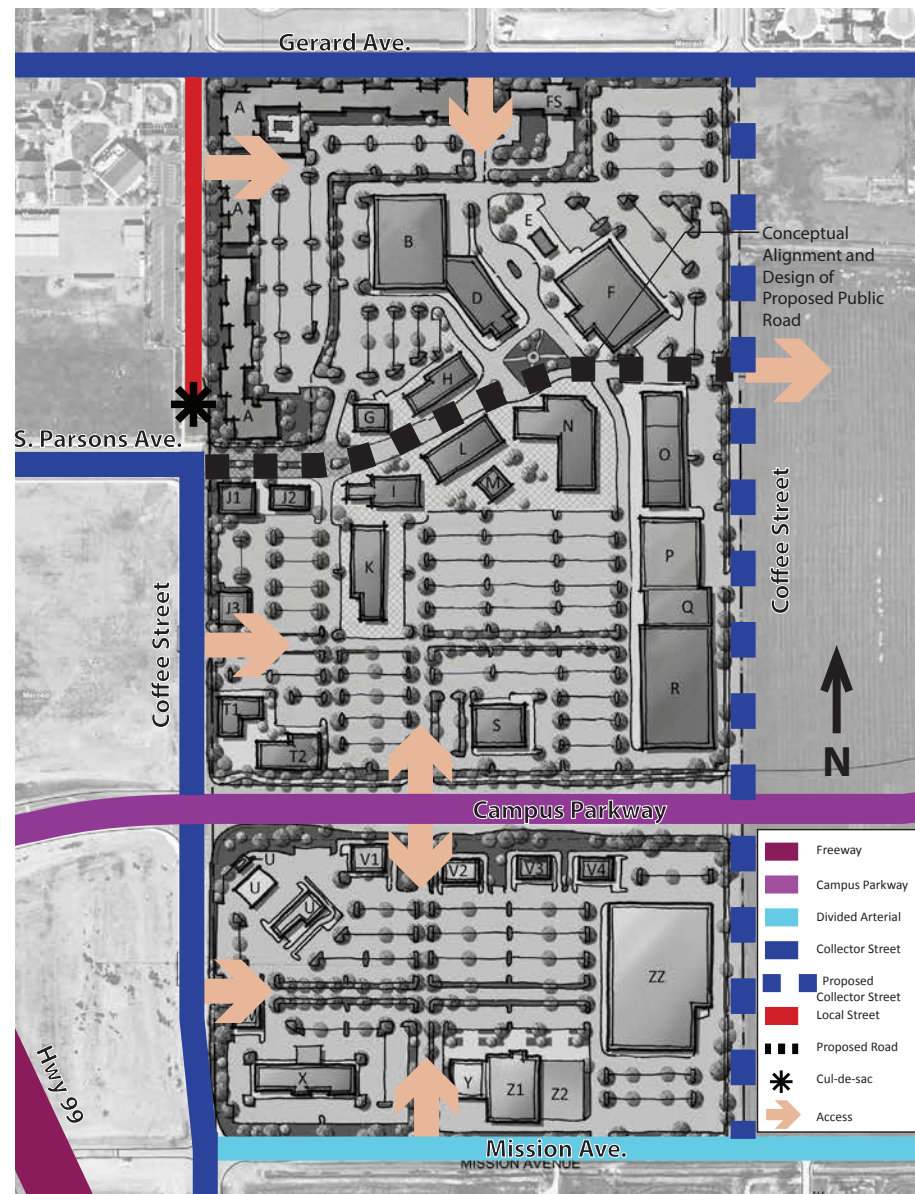 Gerard Ave.
Merced
A
FS
A
B
E
F
D
Conceptual
Alignment and
Design of
Proposed Public
Road
H
G
A
S. Parsons Ave.
L
N
O
M
I
J1
J2
K
P
Q
J3
R
Coffee Street
Coffee Street
Merced
T1
S
T2
N
Campus Parkway
U
U
U
V1
V2
V3
V4
ZZ
Hwy 99
X
Y
Z1
Z2
Freeway
Campus Parkway
Divided Arterial
Collector Street
Proposed
Collector Street
Local Street
Proposed Road
Cul-de-sac
Access
Mission Ave.
MISSION AVENUE